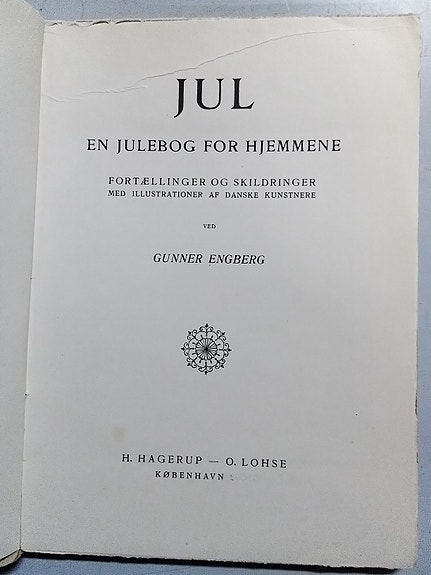 JUL
EN JULEBOG FOR HJEMMENE
FORTÆLLINGER OG SKILDRINGER
MED ILLUSTRATIONER AF DANSKE KUNSTNERE
VED
GUNNER ENGBERG
H. HAGERUP — O. LOHSE
KØBENHAVN